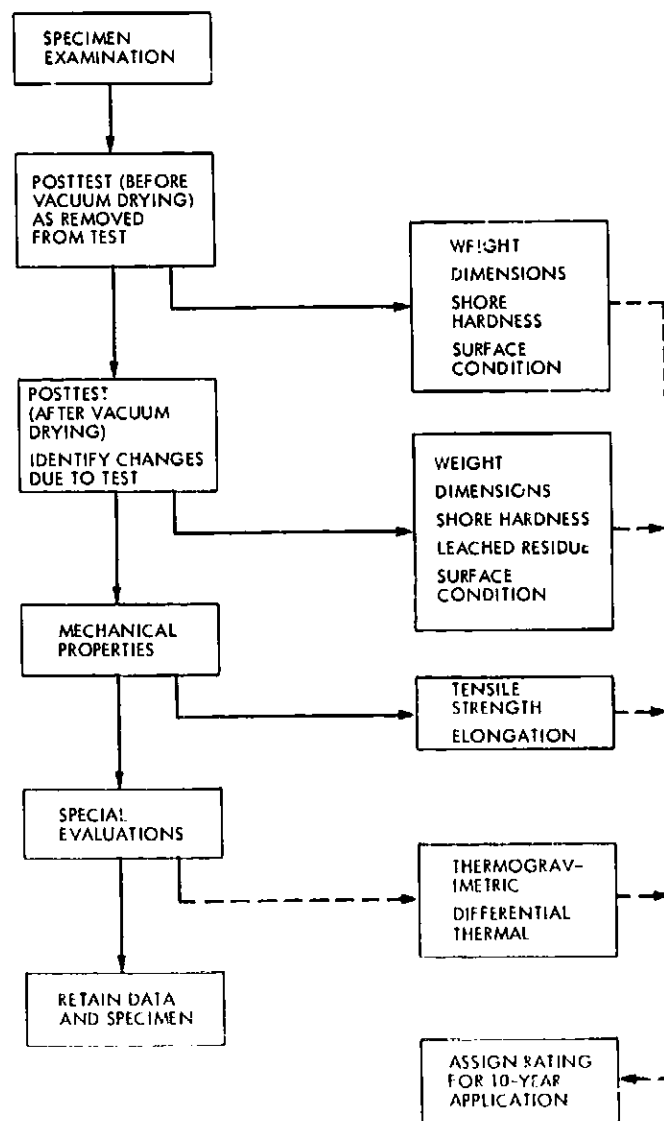 SPECIMEN
EXAMINATION
POSTTEST (BEFORE
VACUUM DRYING)
AS REMOVED
FROM TEST
WEIGHT
DIMENSIONS
SHORE
HARDNESS
SURFACE
CONDITION
POSTTEST
(AFTER VACUUM
DRYING)
IDENTIFY CHANGES
DUE TO TEST
WEIGHT
DIMENSIONS
SHORE HARDNESS
LEACHED RESIDUE
SURFACE
CONDITION
MECHANICAL
PROPERTIES
TENSILE
STRENGTH
ELONGATION
SPECIAL
EVALUATIONS
THERMOGRAV-
IMETRIC
DIFFERENTIAL
THERMAL
RETAIN DATA
AND SPECIMEN
ASSIGN RATING
FOR 10-YEAR
APPLICATION